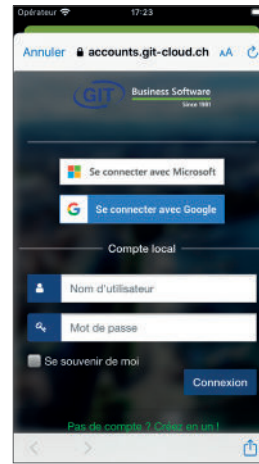 Opérateur 17:23
Annuler accounts.git-cloud.ch AA
GIT Business Software
Since 1981
Se connecter avec Microsoft
G Se connecter avec Google
Compte local
Nom d'utilisateur
Mot de passe
Se souvenir de moi
Connexion
Pas de compte ? Créez en un !